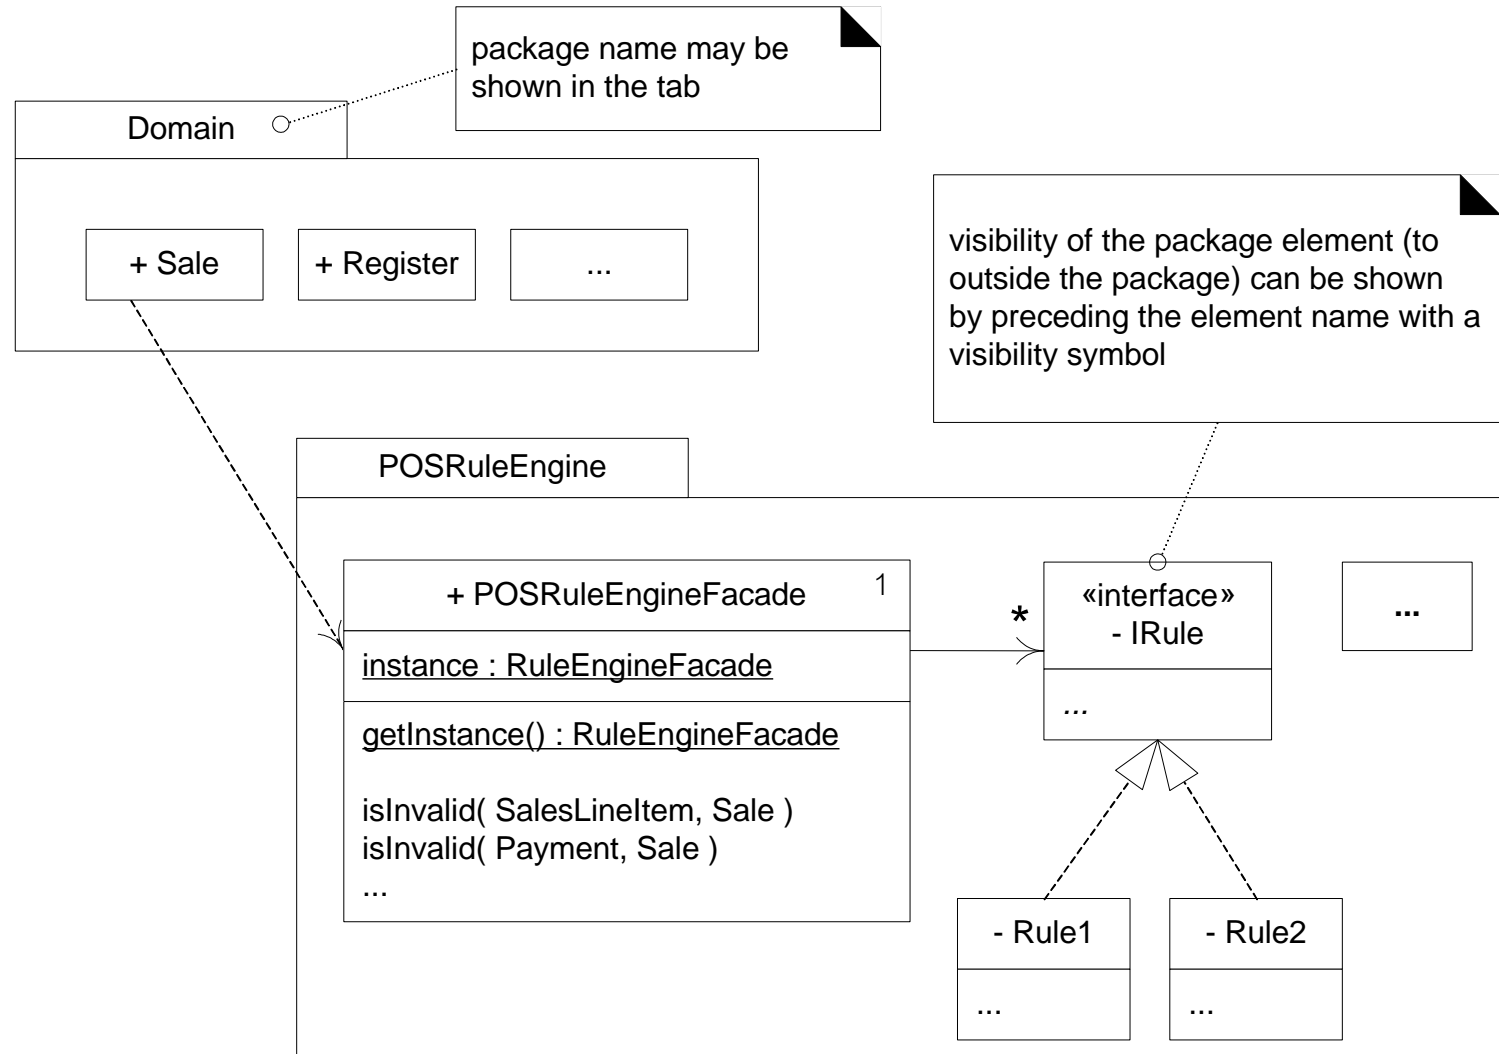 package name may be
shown in the tab
Domain
+ Sale
+ Register
...
visibility of the package element (to
outside the package) can be shown
by preceding the element name with a
visibility symbol
POSRuleEngine
+ POSRuleEngineFacade
1
instance : RuleEngineFacade
getInstance() : RuleEngineFacade
isInvalid( SalesLineItem, Sale )
isInvalid( Payment, Sale )
...
*
«interface»
- IRule
...
...
- Rule1
...
- Rule2
...